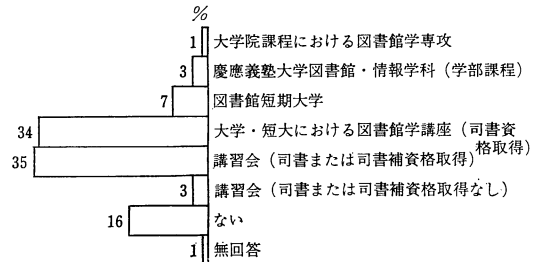 %
1 大学院課程における図書館学専攻
3 慶應義塾大学図書館・情報学科（学部課程）
7 図書館短期大学
34 大学・短大における図書館学講座（司書資
格取得）
35 講習会（司書または司書補資格取得）
3 講習会（司書または司書補資格取得なし）
16 ない
1 無回答